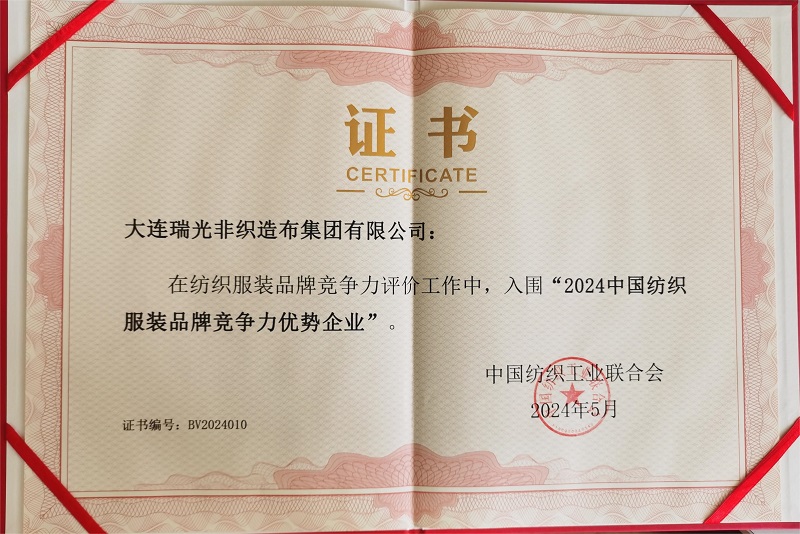 证书
CERTIFICATE
大连瑞光非织造布集团有限公司：
在纺织服装品牌竞争力评价工作中，入围“2024中国纺织
服装品牌竞争力优势企业”。
中国纺织工业联合会
2024年5月
证书编号：BV2024010